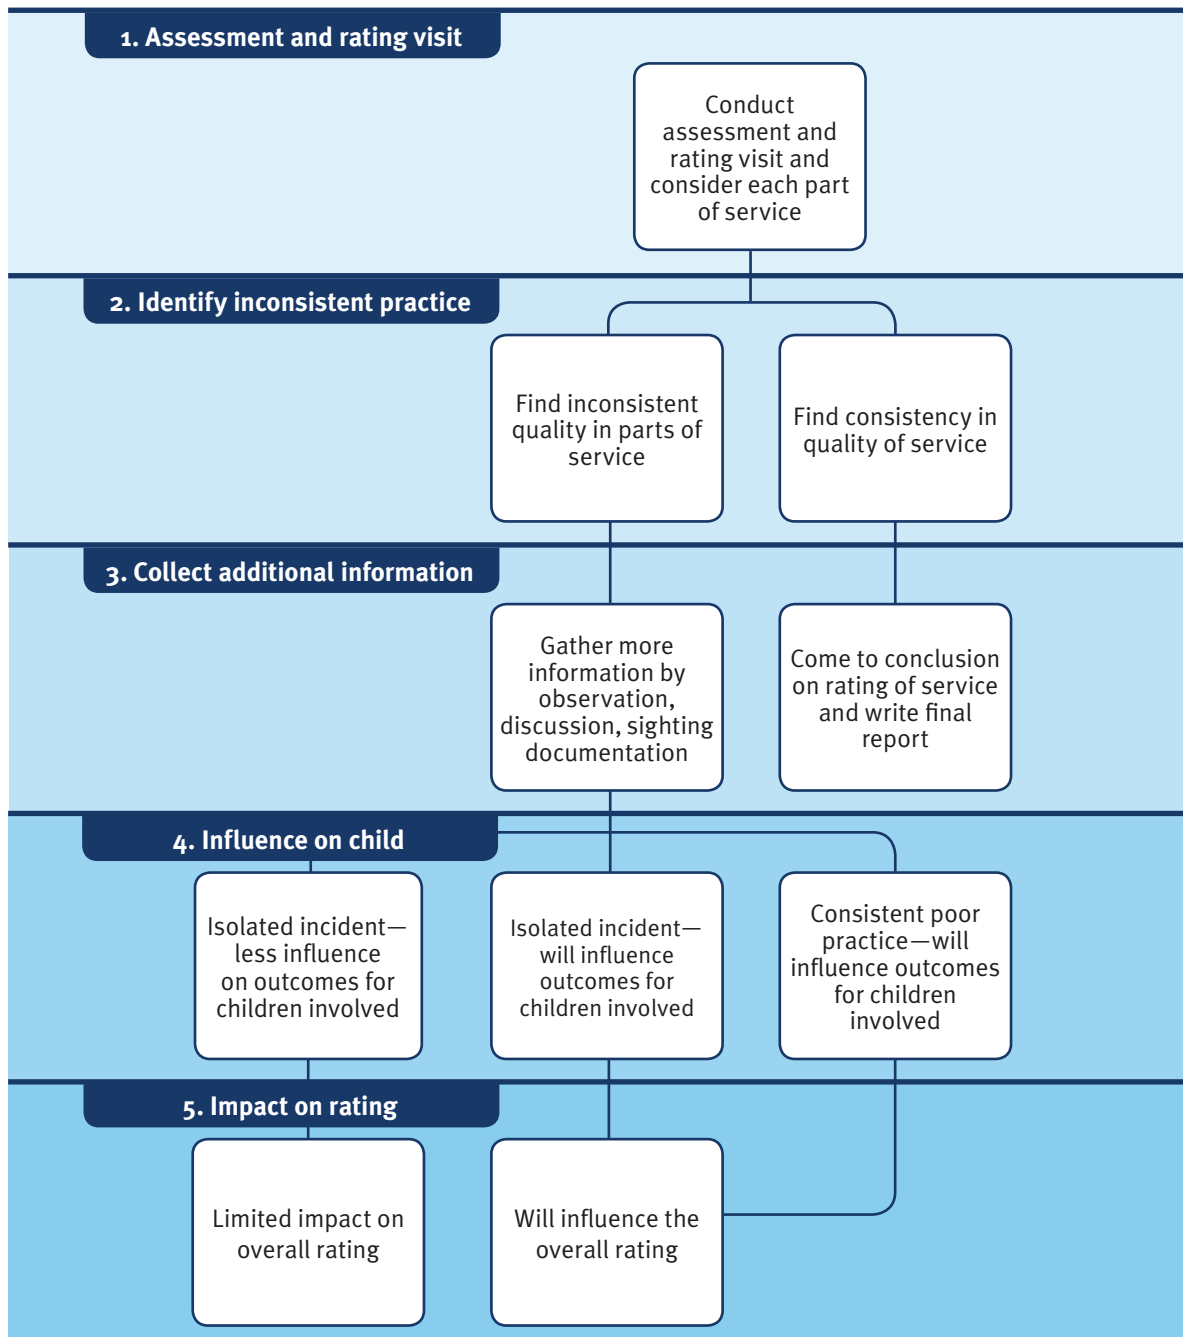 1. Assessment and rating visit
Conduct
assessment and
rating visit and
consider each part
of service
2. Identify inconsistent practice
Find inconsistent
quality in parts of
service
Find consistency in
quality of service
3. Collect additional information
Gather more
information by
observation,
discussion, sighting
documentation
Come to conclusion
on rating of service
and write final
report
4. Influence on child
Isolated incident—
less influence
on outcomes for
children involved
Isolated incident—
will influence
outcomes for
children involved
Consistent poor
practice—will
influence outcomes
for children
involved
5. Impact on rating
Limited impact on
overall rating
Will influence the
overall rating